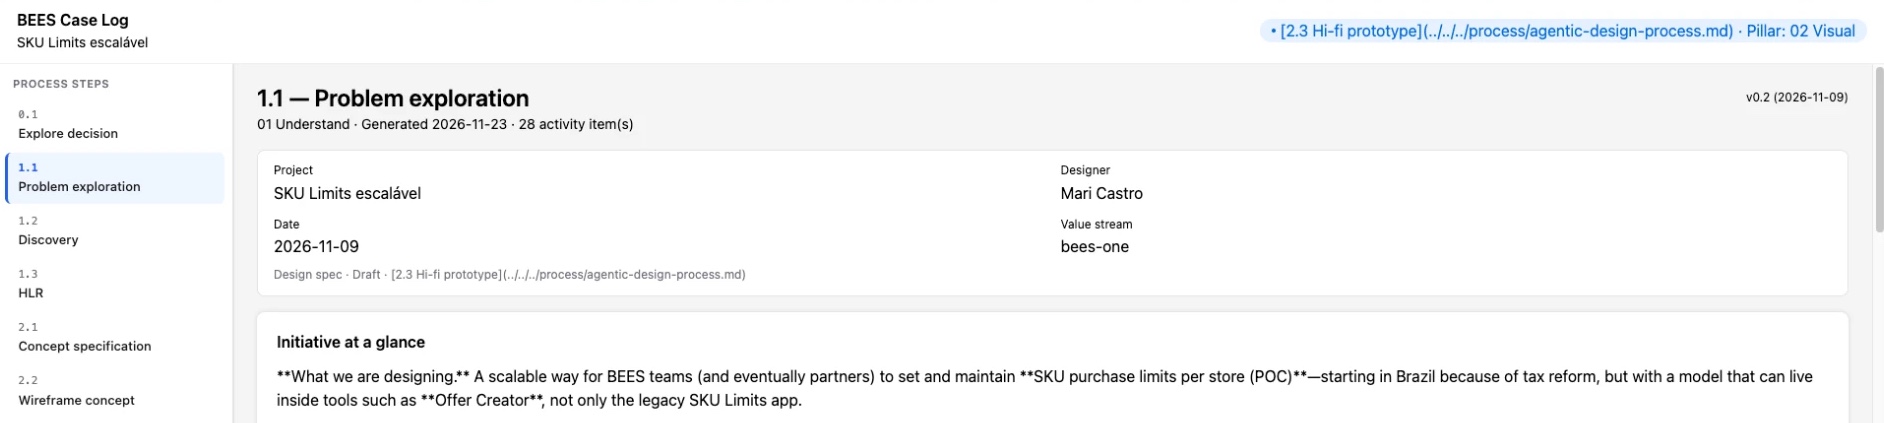 BEES Case Log
SKU Limits escalável
• [2.3 Hi-fi prototype](../../../process/agentic-design-process.md) · Pillar: 02 Visual
PROCESS STEPS
0.1
Explore decision
1.1
Problem exploration
1.2
Discovery
1.3
HLR
2.1
Concept specification
2.2
Wireframe concept
1.1 — Problem exploration
v0.2 (2026-11-09)
01 Understand · Generated 2026-11-23 · 28 activity item(s)
Project
SKU Limits escalável
Designer
Mari Castro
Date
2026-11-09
Value stream
bees-one
Design spec · Draft · [2.3 Hi-fi prototype](../../../process/agentic-design-process.md)
Initiative at a glance
**What we are designing.** A scalable way for BEES teams (and eventually partners) to set and maintain **SKU purchase limits per store (POC)**—starting in Brazil because of tax reform, but with a model that can live
inside tools such as **Offer Creator**, not only the legacy SKU Limits app.